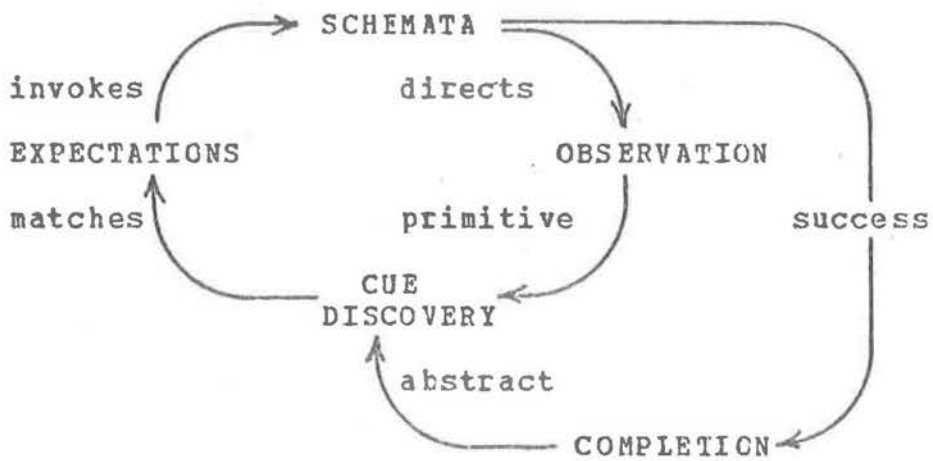 SCHEMATA
invokes directs
EXPECTATIONS OBSERVATION
matches primitive success
CUE
DISCOVERY
abstract
COMPLETION